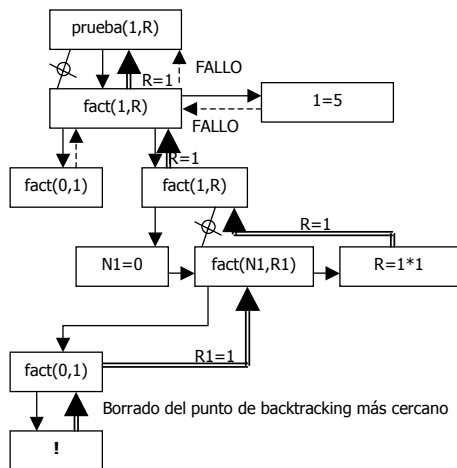 prueba(1,R)
R=1
FALLO
fact(1,R)
1=5
FALLO
R=1
fact(0,1)
fact(1,R)
R=1
N1=0
fact(N1,R1)
R=1*1
R1=1
fact(0,1)
Borrado del punto de backtracking más cercano
!